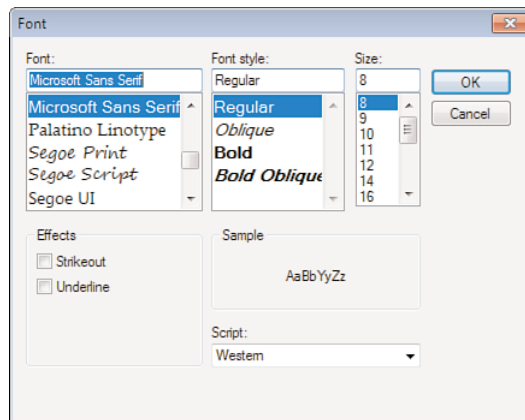 Font
Font:
Microsoft Sans Serif
Microsoft Sans Serif
Palatino Linotype
Segoe Print
Segoe Script
Segoe UI
Font style:
Regular
Regular
Oblique
Bold
Bold Oblique
Size:
8
8
9
10
11
12
14
16
OK
Cancel
Effects
Strikeout
Underline
Sample
AaBbYyZz
Script:
Western